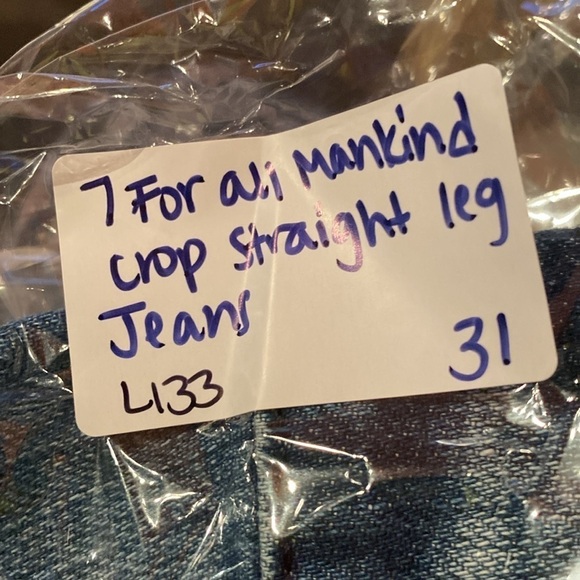 7 For all Mankind
crop straight leg
Jeans
31
L133